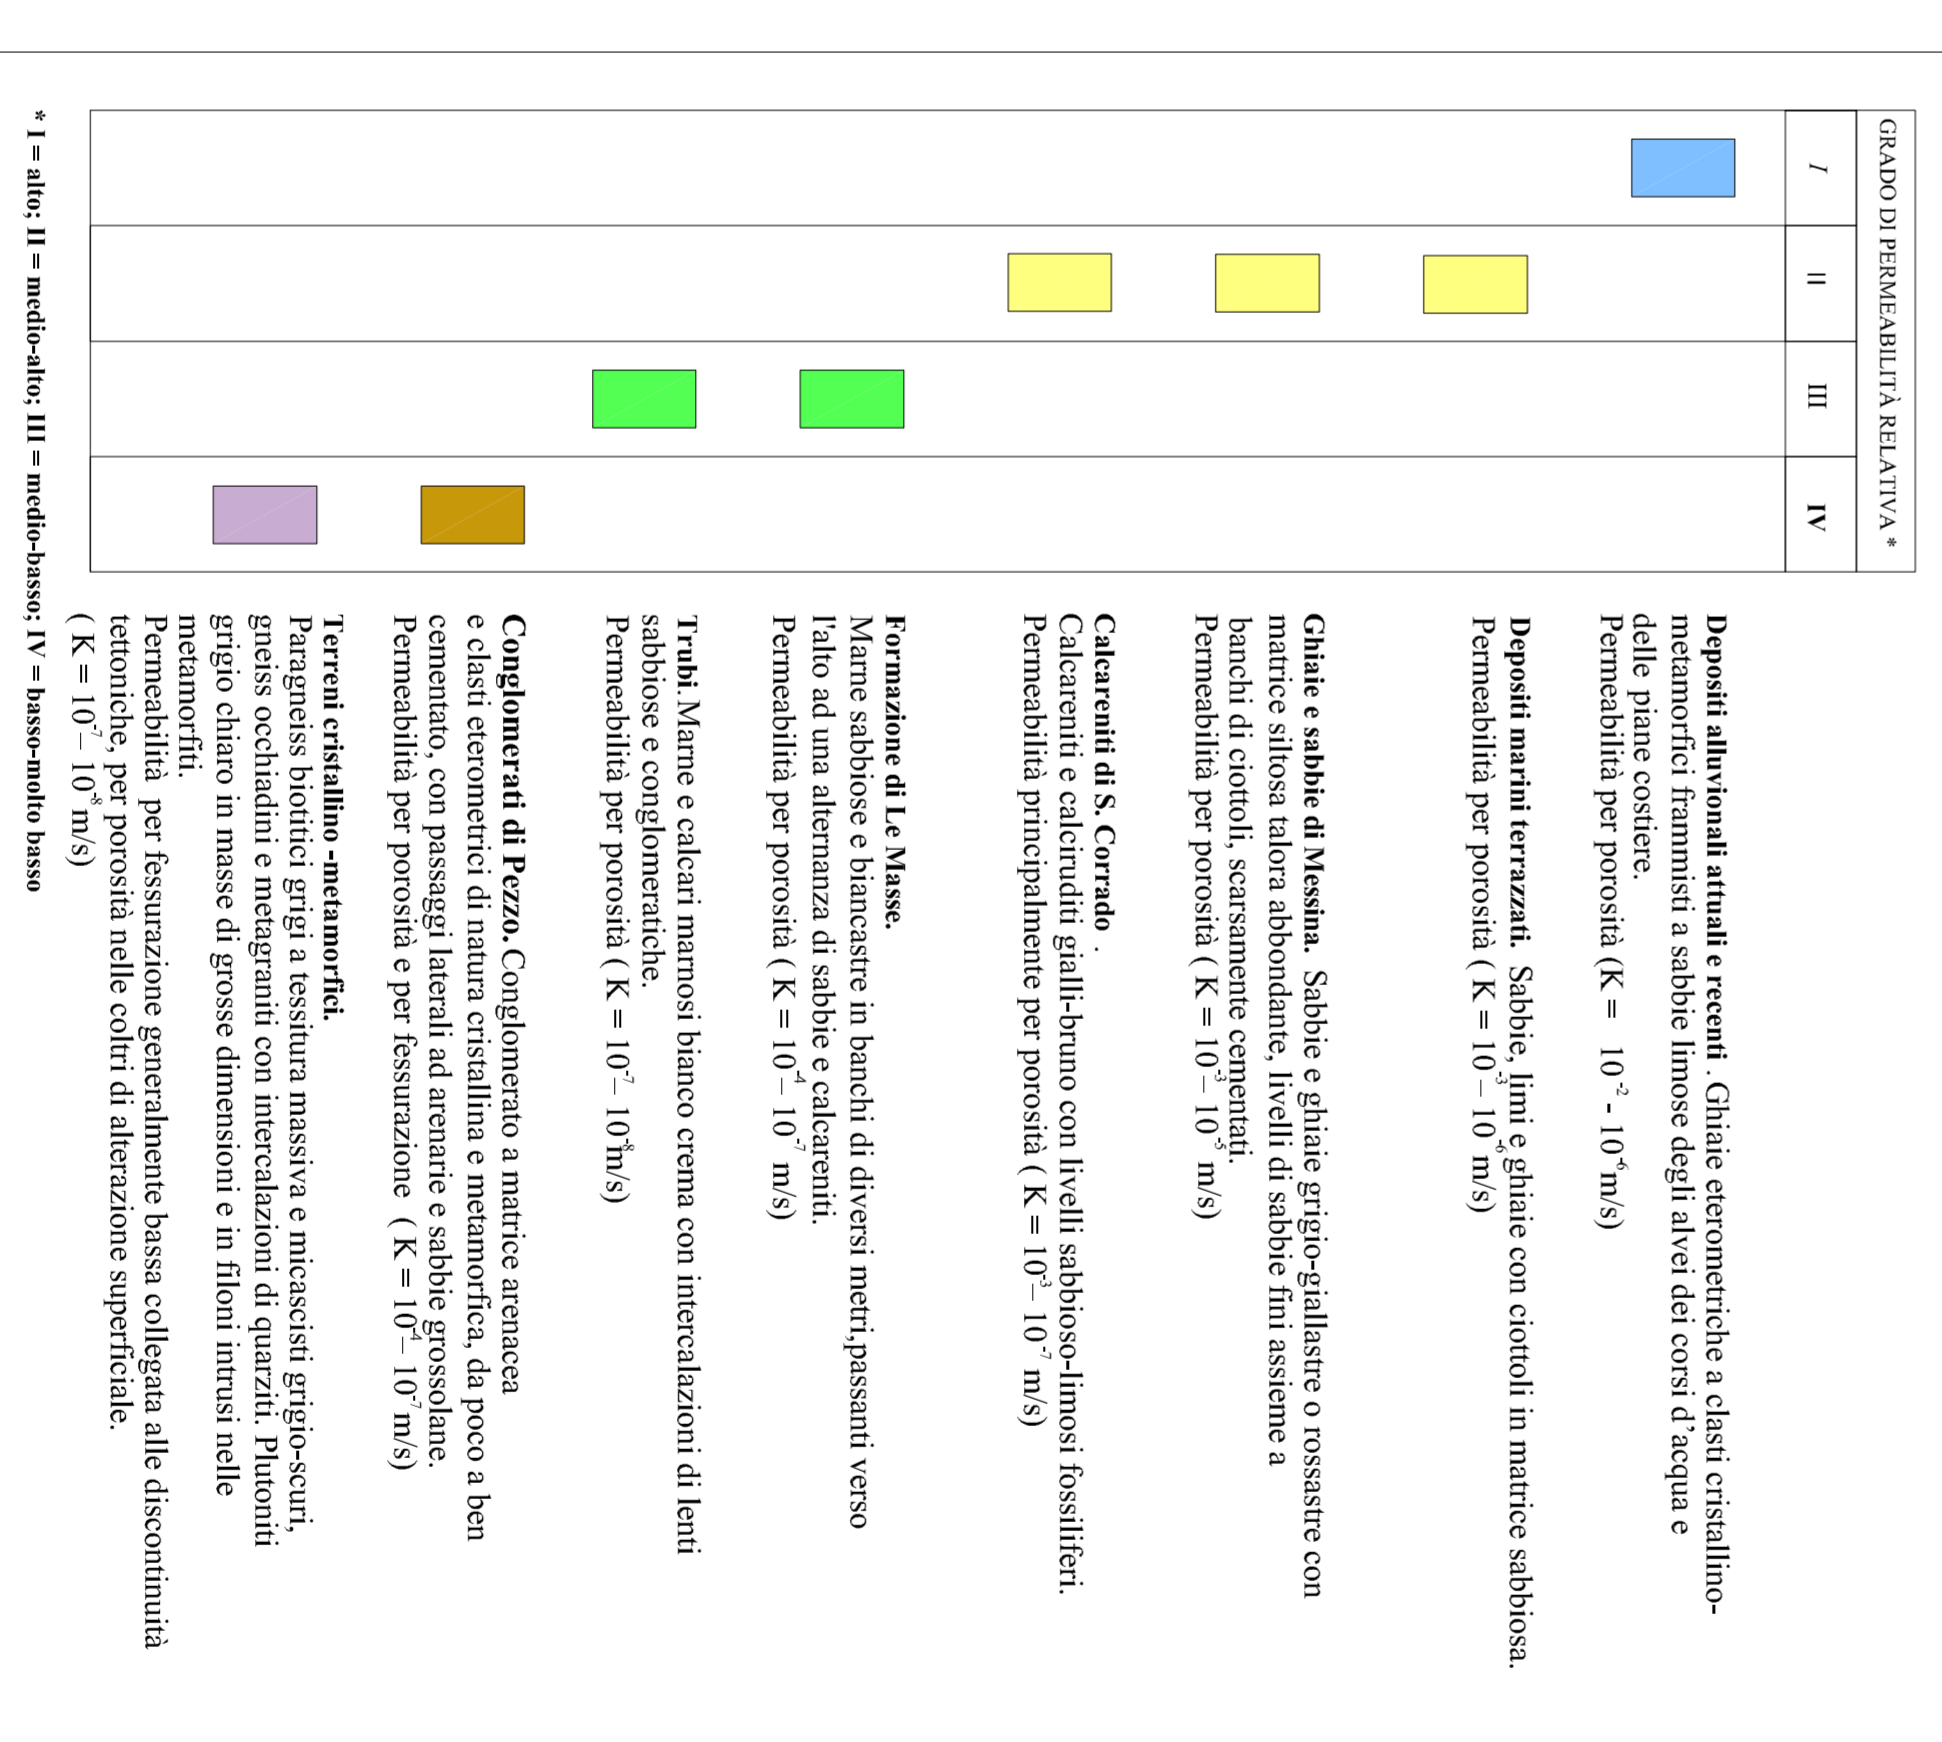 GRADO DI PERMEABILITÀ RELATIVA *
I II III IV
Depositi alluvionali attuali e recenti . Ghiaie eterometriche a clasti cristallino-
metamorfici frammisti a sabbie limose degli alvei dei corsi d'acqua e
delle piane costiere.
Permeabilità per porosità (K = 10-2 - 10-6 m/s)
Depositi marini terrazzati. Sabbie, limi e ghiaie con ciottoli in matrice sabbiosa.
Permeabilità per porosità ( K = 10-3 – 10-6 m/s)
Ghiaie e sabbie di Messina. Sabbie e ghiaie grigio-giallastre o rossastre con
matrice siltosa talora abbondante, livelli di sabbie fini assieme a
banchi di ciottoli, scarsamente cementati.
Permeabilità per porosità ( K = 10-3 – 10-5 m/s)
Calcareniti di S. Corrado .
Calcareniti e calciruditi gialli-bruno con livelli sabbioso-limosi fossiliferi.
Permeabilità principalmente per porosità ( K = 10-3 – 10-7 m/s)
Formazione di Le Masse.
Marne sabbiose e biancastre in banchi di diversi metri,passanti verso
l'alto ad una alternanza di sabbie e calcareniti.
Permeabilità per porosità ( K = 10-4 – 10-7 m/s)
Trubi. Marne e calcari marnosi bianco crema con intercalazioni di lenti
sabbiose e conglomeratiche.
Permeabilità per porosità ( K = 10-7 – 10-8 m/s)
Conglomerati di Pezzo. Conglomerato a matrice arenacea
e clasti eterometrici di natura cristallina e metamorfica, da poco a ben
cementato, con passaggi laterali ad arenarie e sabbie grossolane.
Permeabilità per porosità e per fessurazione ( K = 10-4 – 10-7 m/s)
Terreni cristallino -metamorfici.
Paragneiss biotitici grigi a tessitura massiva e micascisti grigio-scuri,
gneiss occhiadini e metagraniti con intercalazioni di quarziti. Plutoniti
grigio chiaro in masse di grosse dimensioni e in filoni intrusi nelle
metamorfiti.
Permeabilità per fessurazione generalmente bassa collegata alle discontinuità
tettoniche, per porosità nelle coltri di alterazione superficiale.
( K = 10-7 – 10-8 m/s)
* I = alto; II = medio-alto; III = medio-basso; IV = basso-molto basso